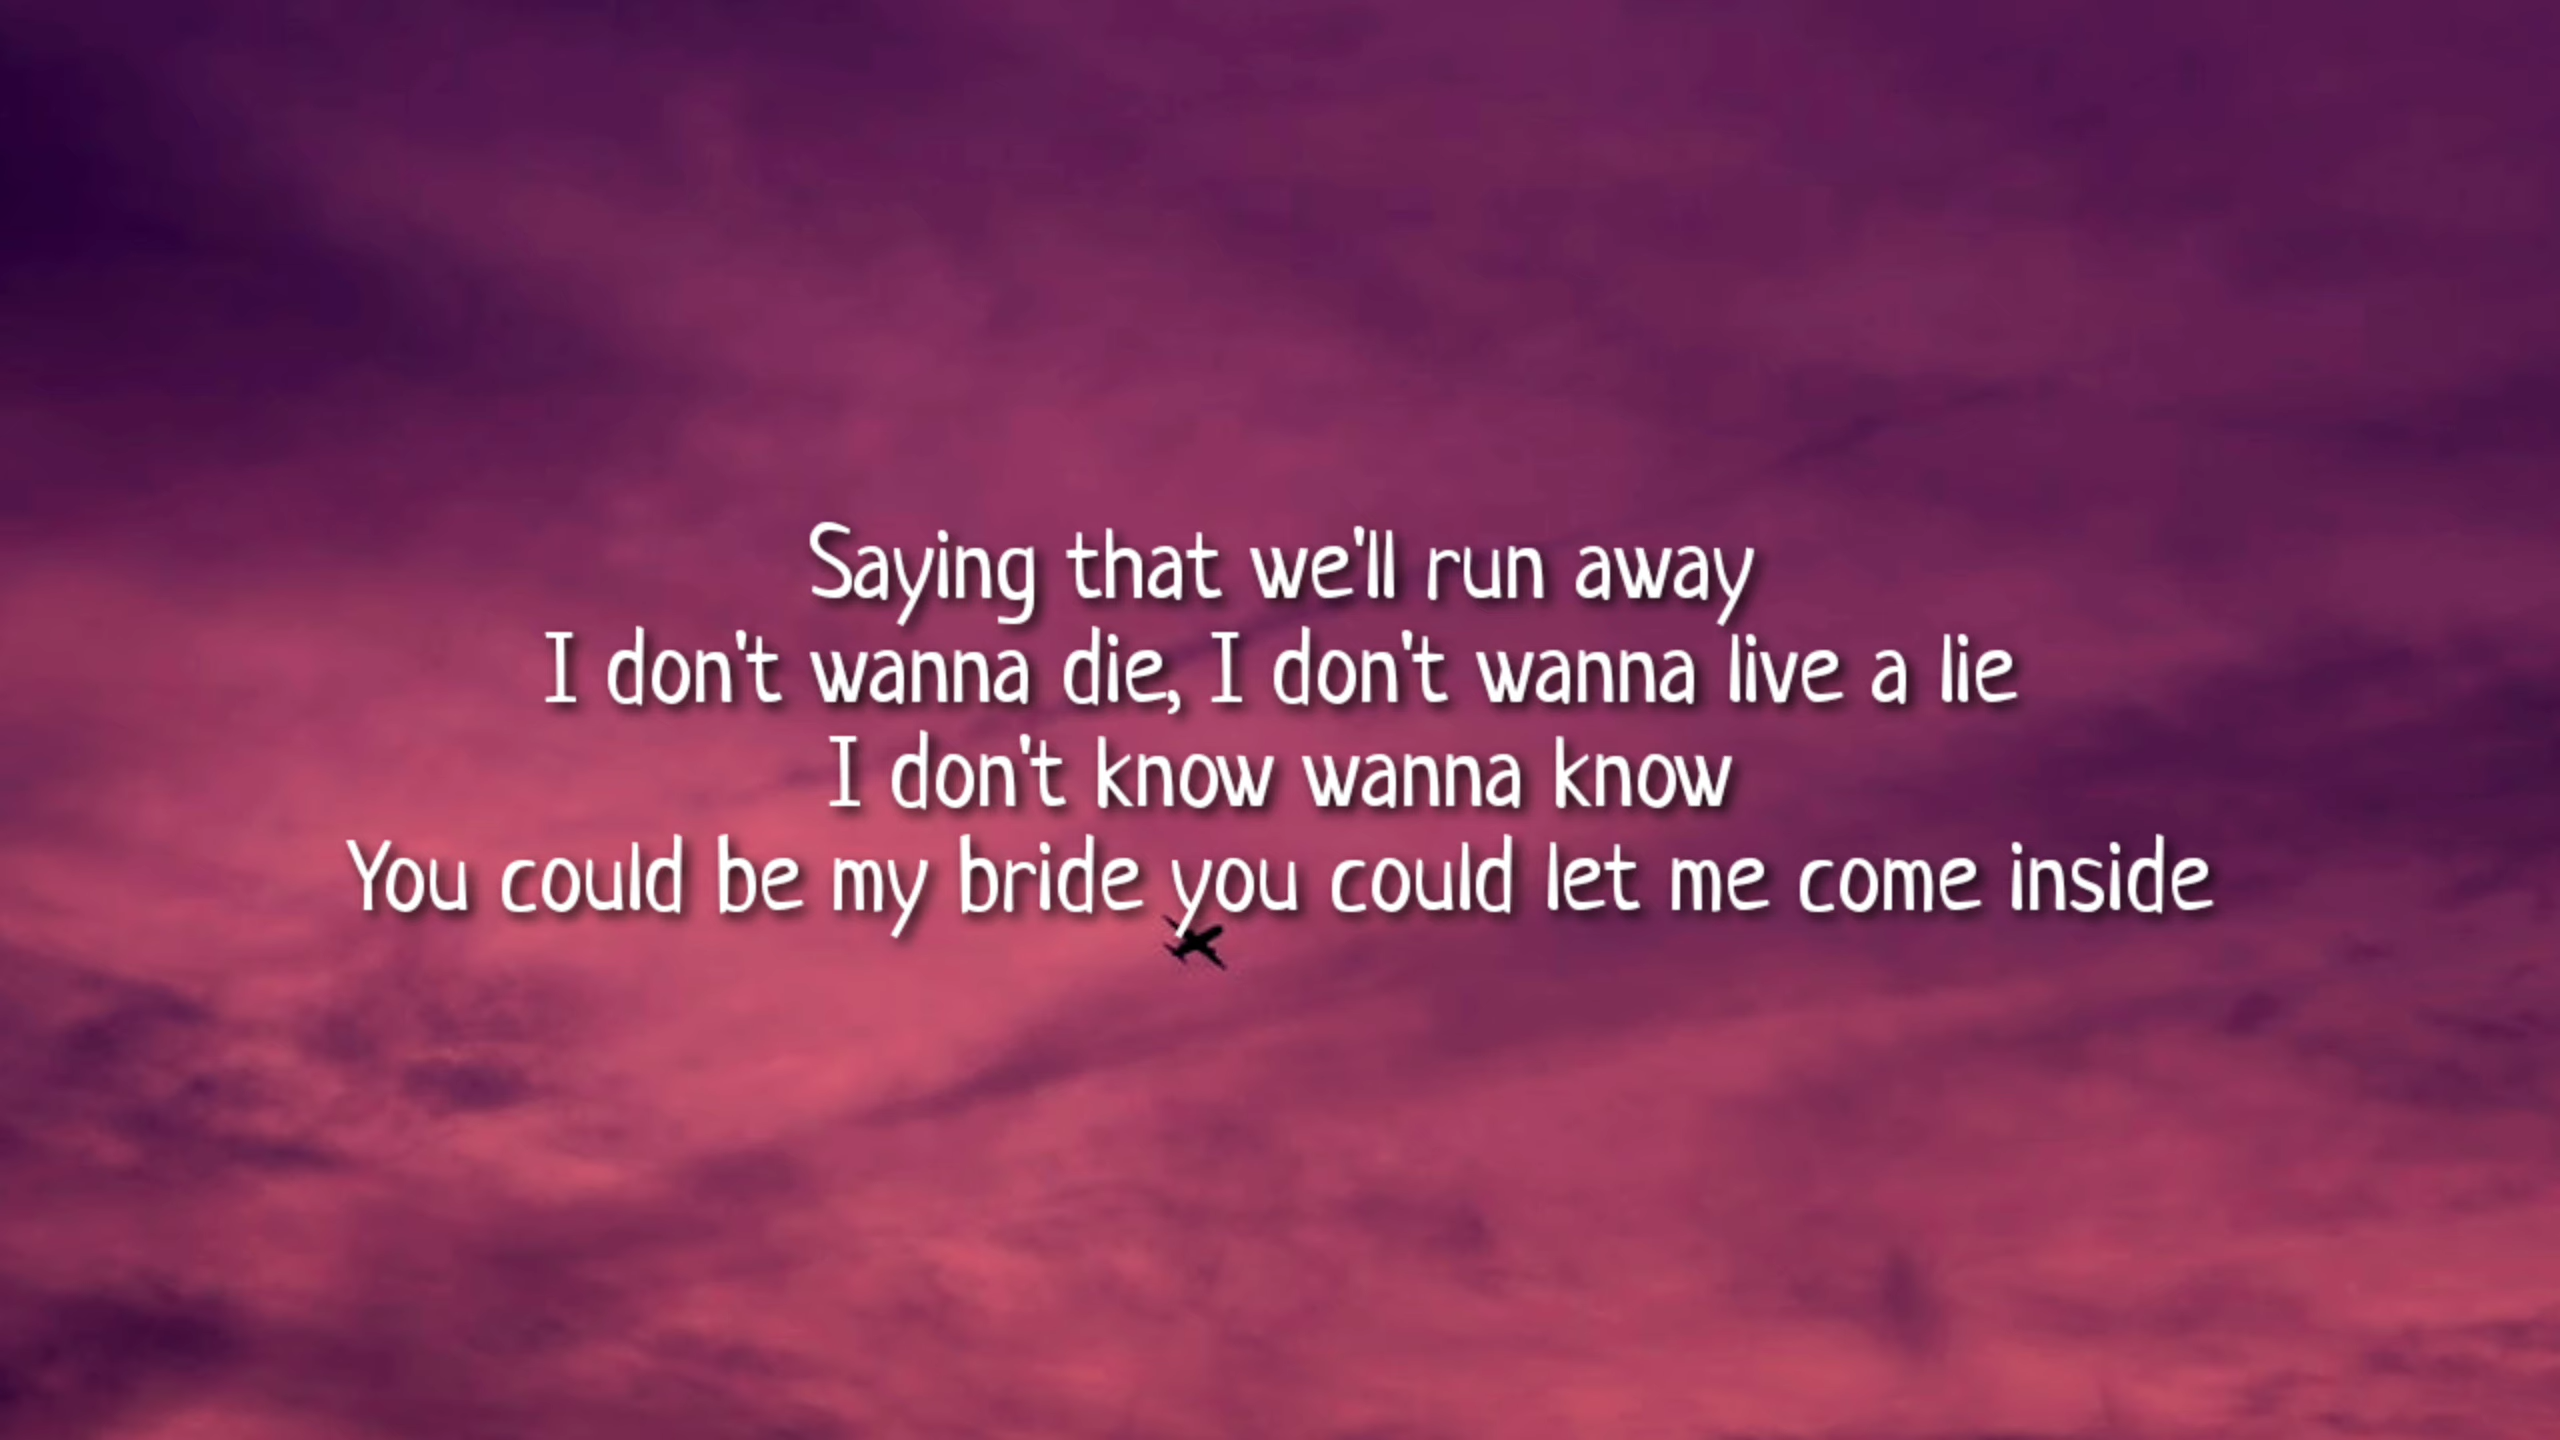 Saying that we'll run away
I don't wanna die, I don't wanna live a lie
I don't know wanna know
You could be my bride you could let me come inside